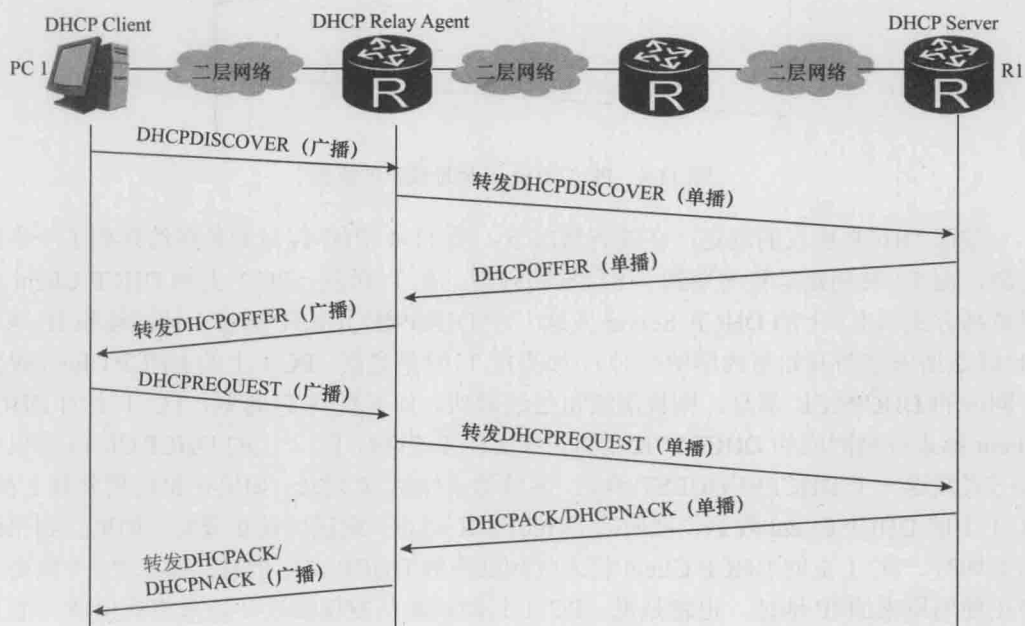 DHCP Client
DHCP Relay Agent
DHCP Server
PC 1
二层网络
R
二层网络
R
二层网络
R
R1
DHCPDISCOVER（广播）
转发DHCPDISCOVER（单播）
DHCPOFFER（单播）
转发DHCPOFFER（广播）
DHCPREQUEST（广播）
转发DHCPREQUEST（单播）
DHCPACK/DHCPNACK（单播）
转发DHCPACK/
DHCPNACK（广播）